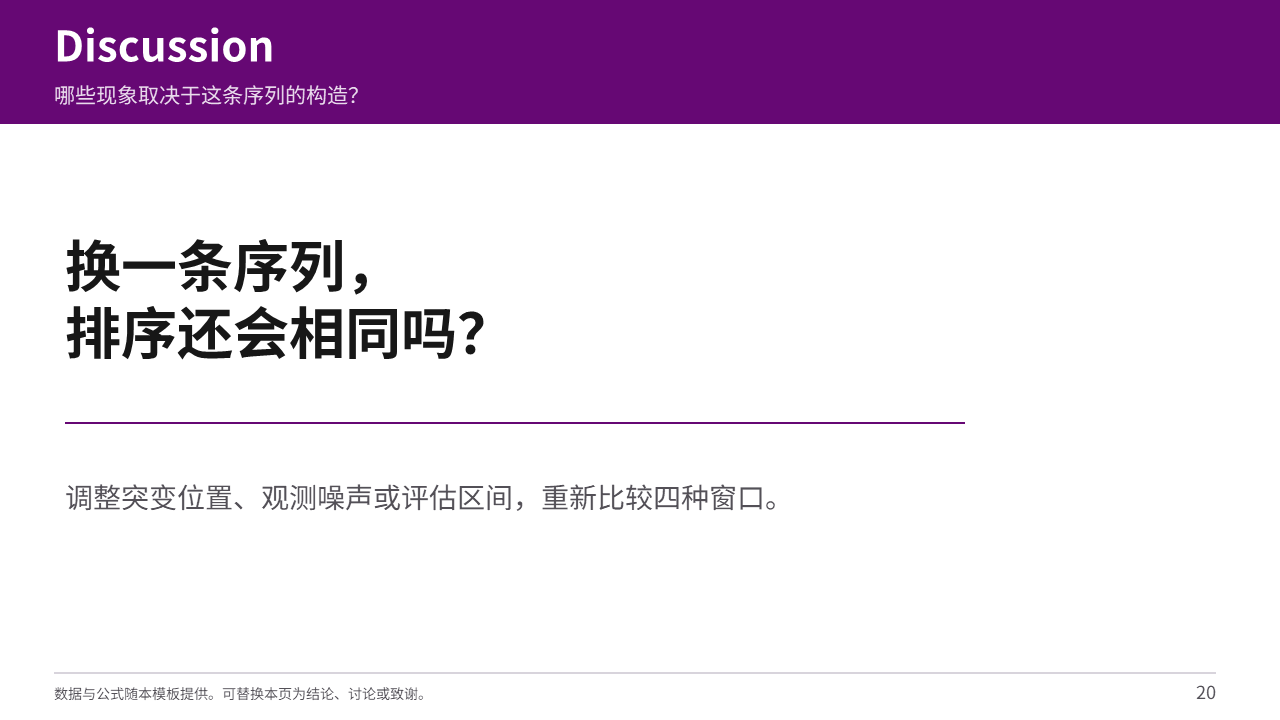 Discussion
哪些现象取决于这条序列的构造？
换一条序列，
排序还会相同吗？
调整突变位置、观测噪声或评估区间，重新比较四种窗口。
数据与公式随本模板提供。可替换本页为结论、讨论或致谢。
20